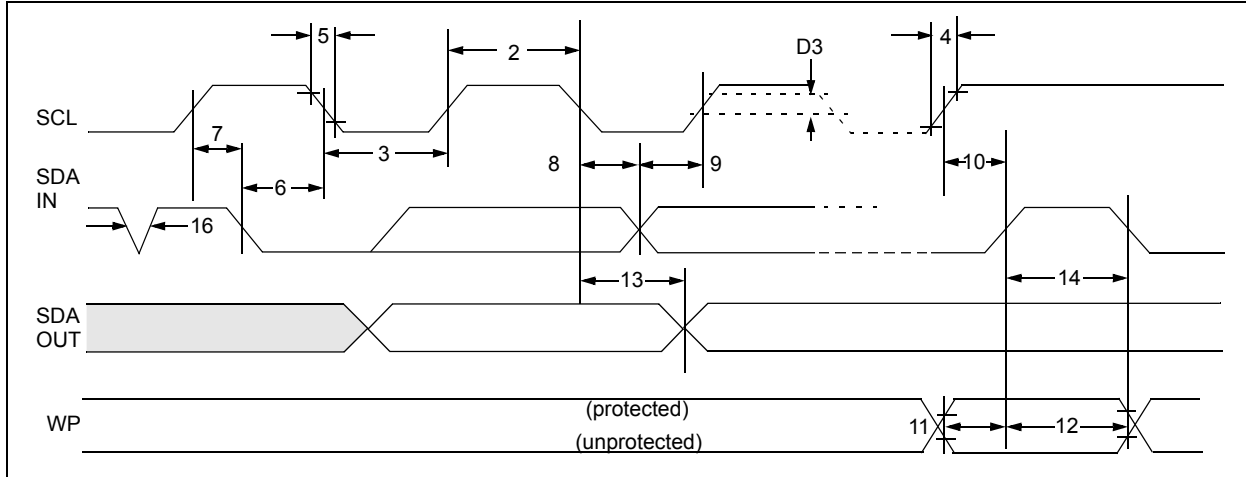 5
2
D3
4
SCL
7
3
8
9
10
SDA
IN
6
16
13
14
SDA
OUT
WP
(protected)
(unprotected)
11
12